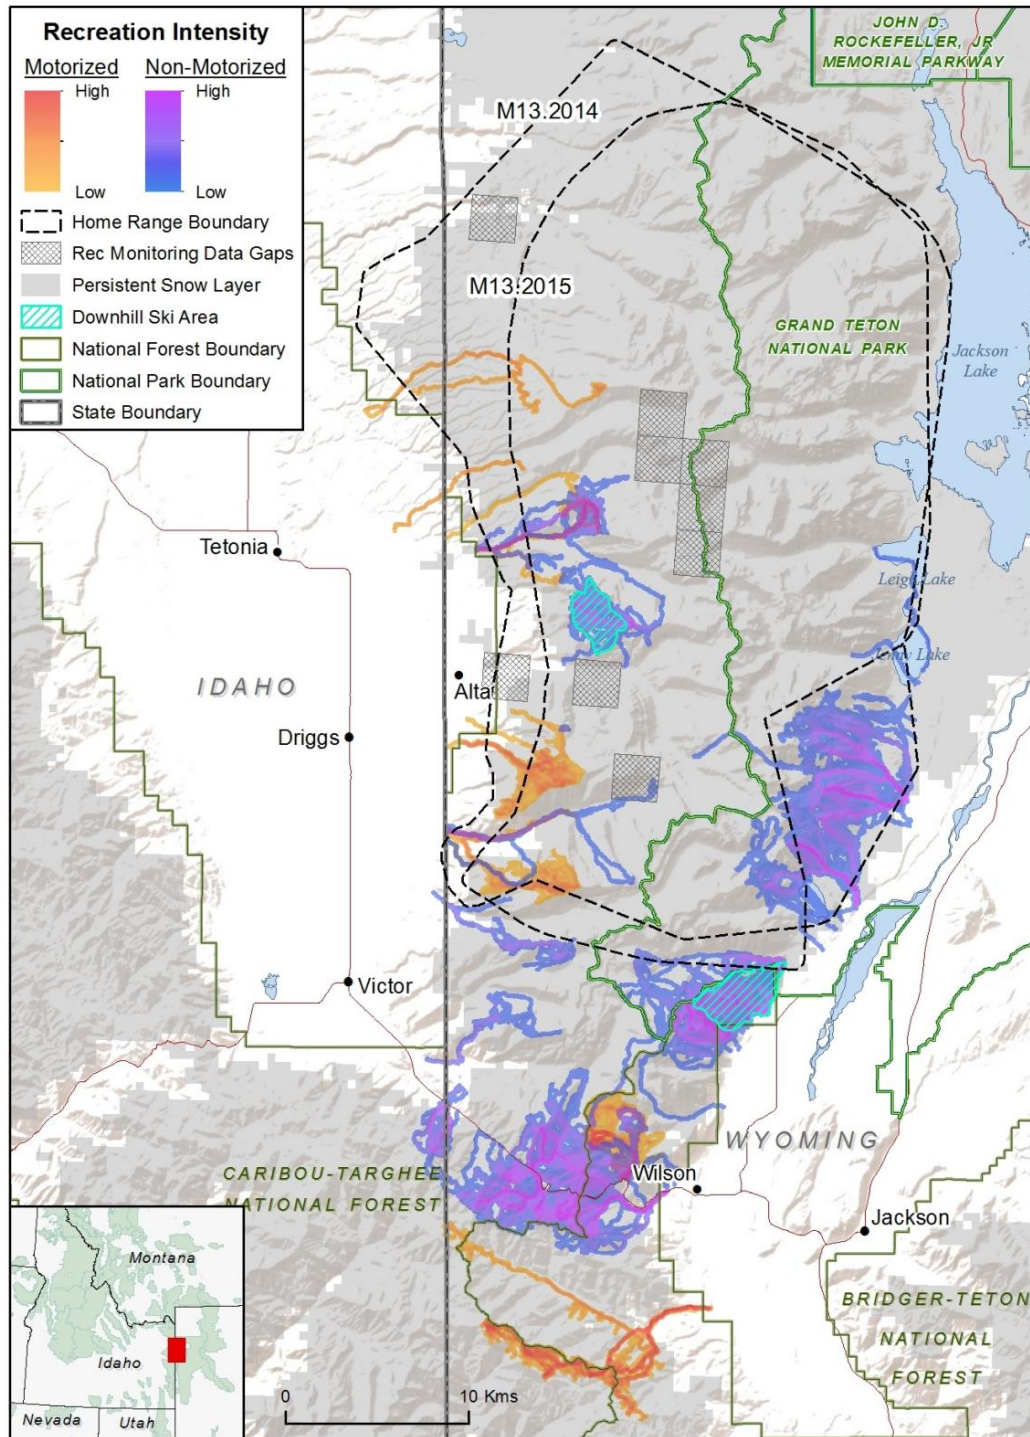 Recreation Intensity
Motorized
Non-Motorized
High
High
Low
Low
Home Range Boundary
Rec Monitoring Data Gaps
Persistent Snow Layer
Downhill Ski Area
National Forest Boundary
National Park Boundary
State Boundary
JOHN D.
ROCKEFELLER, JR
MEMORIAL PARKWAY
M13.2014
M13.2015
GRAND TETON
NATIONAL PARK
Jackson
Lake
Tetonia
Leigh Lake
Jenny Lake
IDAHO
Alta
Driggs
Victor
WYOMING
CARIBOU-TARGHEE
NATIONAL FOREST
Wilson
Jackson
BRIDGER-TETON
NATIONAL
FOREST
Montana
Idaho
Nevada
Utah
0
10 Kms